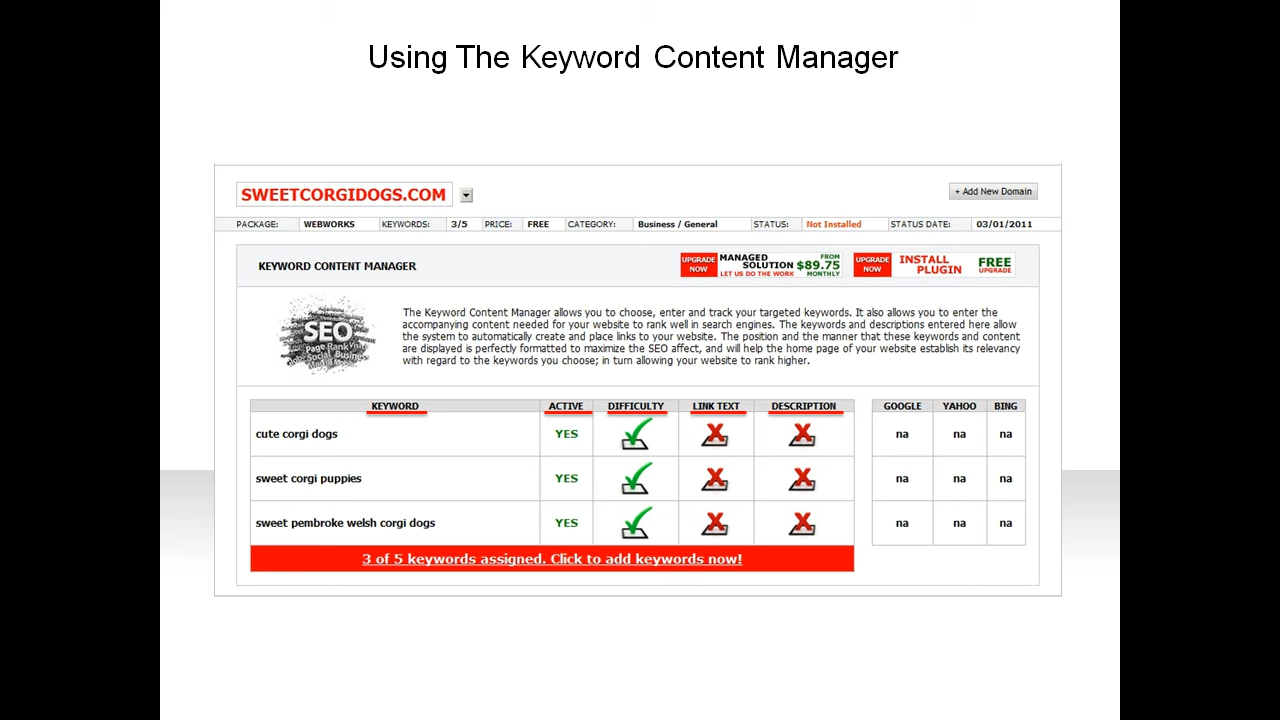 Using The Keyword Content Manager
SWEETCORGIDOGS.COM
+ Add New Domain
PACKAGE: WEBWORKS KEYWORDS: 3/5 PRICE: FREE CATEGORY: Business / General STATUS: Not Installed STATUS DATE: 03/01/2011
KEYWORD CONTENT MANAGER
UPGRADE NOW
MANAGED SOLUTION
LET US DO THE WORK
FROM
$89.75
MONTHLY
UPGRADE NOW
INSTALL PLUGIN
FREE
UPGRADE
SEO
Page Rank
Social
The Keyword Content Manager allows you to choose, enter and track your targeted keywords. It also allows you to enter the
accompanying content needed for your website to rank well in search engines. The keywords and descriptions entered here allow
the system to automatically create and place links to your website. The position and the manner that these keywords and content
are displayed is perfectly formatted to maximize the SEO affect, and will help the home page of your website establish its relevancy
with regard to the keywords you choose; in turn allowing your website to rank higher.
KEYWORD ACTIVE DIFFICULTY LINK TEXT DESCRIPTION GOOGLE YAHOO BING
cute corgi dogs YES na na na
sweet corgi puppies YES na na na
sweet pembroke welsh corgi dogs YES na na na
3 of 5 keywords assigned. Click to add keywords now!